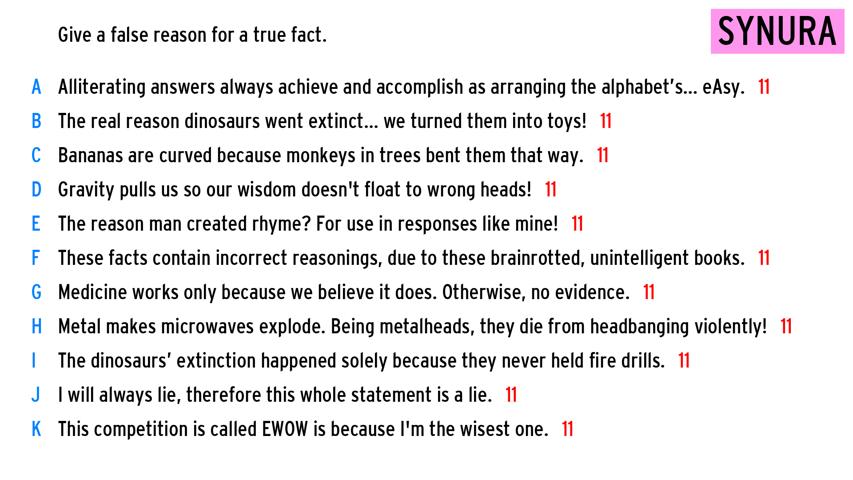 Give a false reason for a true fact.
SYNURA
A Alliterating answers always achieve and accomplish as arranging the alphabet's... eAsy. 11
B The real reason dinosaurs went extinct... we turned them into toys! 11
C Bananas are curved because monkeys in trees bent them that way. 11
D Gravity pulls us so our wisdom doesn't float to wrong heads! 11
E The reason man created rhyme? For use in responses like mine! 11
F These facts contain incorrect reasonings, due to these brainrotted, unintelligent books. 11
G Medicine works only because we believe it does. Otherwise, no evidence. 11
H Metal makes microwaves explode. Being metalheads, they die from headbanging violently! 11
I The dinosaurs' extinction happened solely because they never held fire drills. 11
J I will always lie, therefore this whole statement is a lie. 11
K This competition is called EWOW is because I'm the wisest one. 11